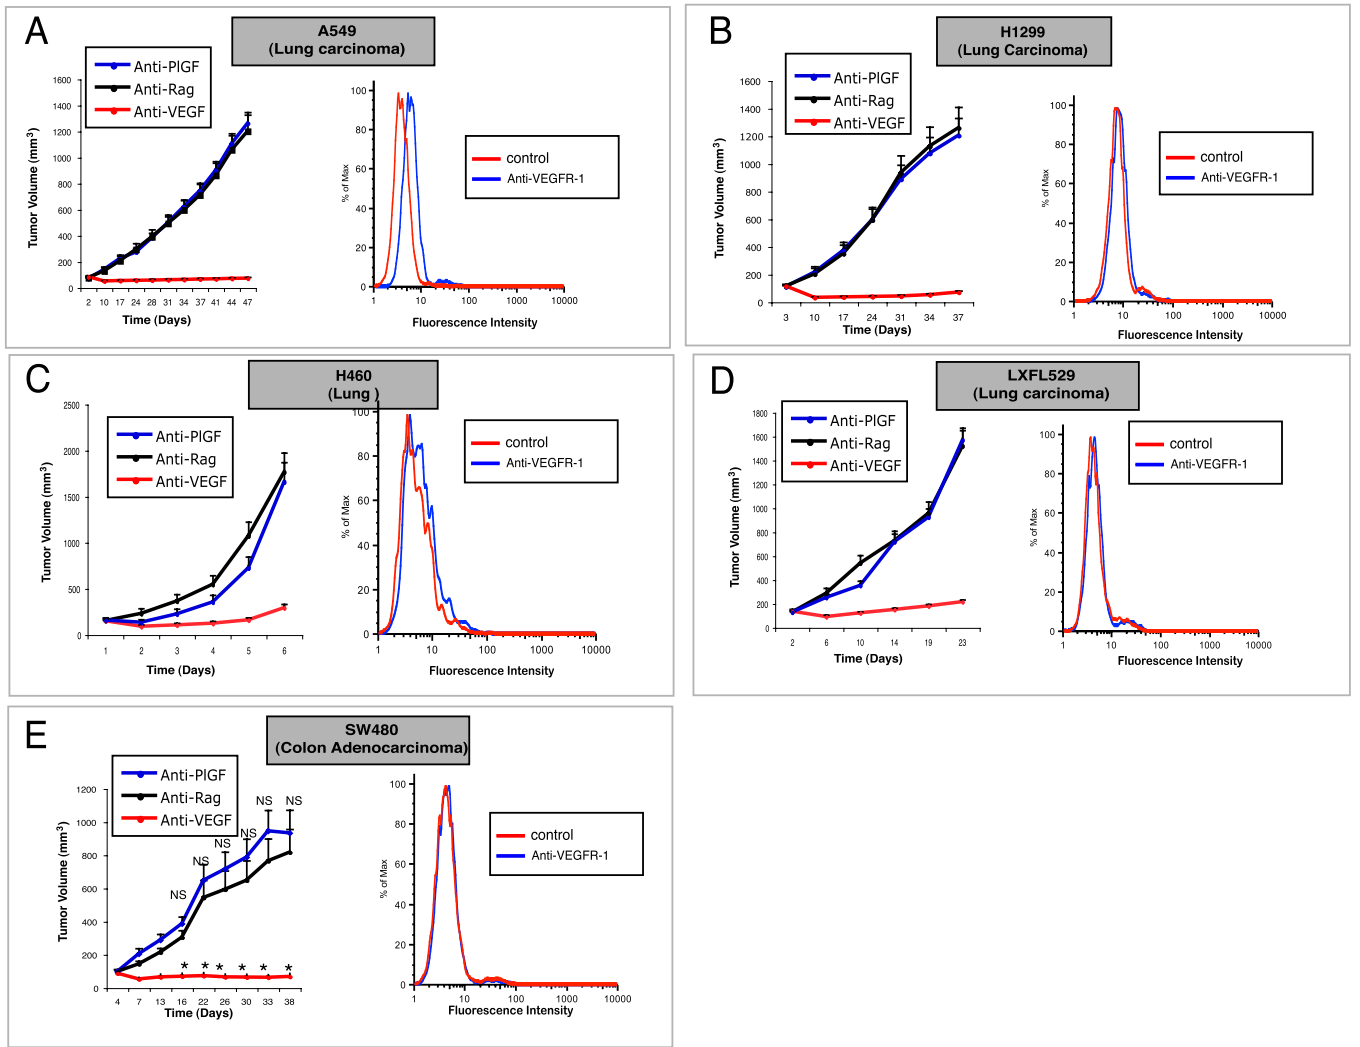 A
A549
(Lung carcinoma)
Anti-PlGF
Anti-Rag
Anti-VEGF
Tumor Volume (mm3)
1600
1400
1200
1000
800
600
400
200
0
2 10 17 24 28 31 34 37 41 44 47
Time (Days)
% of Max
100
80
60
40
20
0
1 10 100 1000 10000
Fluorescence Intensity
control
Anti-VEGFR-1
B
H1299
(Lung Carcinoma)
Anti-PlGF
Anti-Rag
Anti-VEGF
Tumor Volume (mm3)
1600
1400
1200
1000
800
600
400
200
0
3 10 17 24 31 34 37
Time (Days)
% of Max
100
80
60
40
20
0
1 10 100 1000 10000
Fluorescence Intensity
control
Anti-VEGFR-1
C
H460
(Lung )
Anti-PlGF
Anti-Rag
Anti-VEGF
Tumor Volume (mm3)
2500
2000
1500
1000
500
0
1 2 3 4 5 6
Time (Days)
% of Max
100
80
60
40
20
0
1 10 100 1000 10000
Fluorescence Intensity
control
Anti-VEGFR-1
D
LXFL529
(Lung carcinoma)
Anti-PlGF
Anti-Rag
Anti-VEGF
Tumor Volume (mm3)
1800
1600
1400
1200
1000
800
600
400
200
0
2 6 10 14 19 23
Time (Days)
% of Max
100
80
60
40
20
0
1 10 100 1000 10000
Fluorescence Intensity
control
Anti-VEGFR-1
E
SW480
(Colon Adenocarcinoma)
Anti-PlGF
Anti-Rag
Anti-VEGF
Tumor Volume (mm3)
1200
1000
800
600
400
200
0
NS NS NS NS NS NS
* * * * * *
4 7 13 16 22 26 30 33 38
Time (Days)
% of Max
100
80
60
40
20
0
1 10 100 1000 10000
Fluorescence Intensity
control
Anti-VEGFR-1